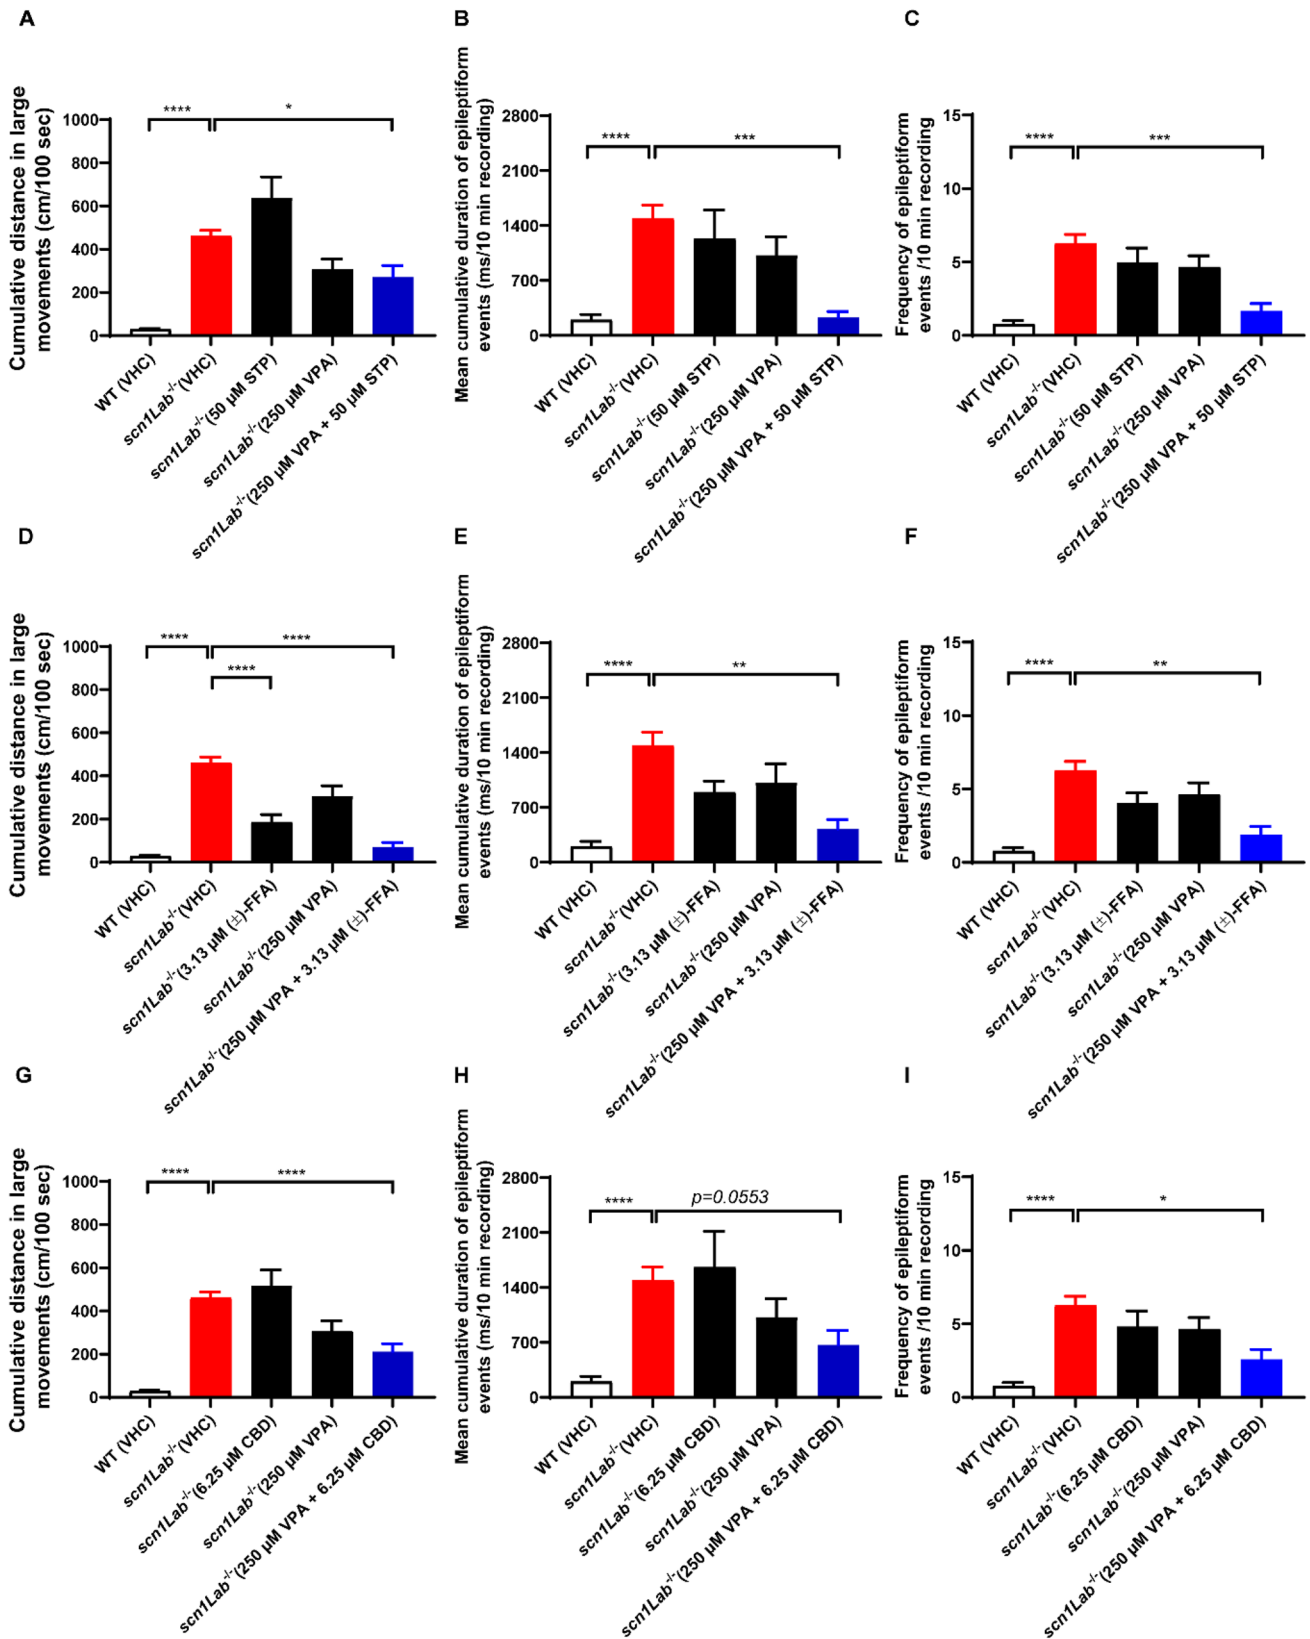 A
Cumulative distance in large
movements (cm/100 sec)
1000
800
600
400
200
0
****
*
WT (VHC)
scn1Lab-/-(VHC)
scn1Lab-/-(50 µM STP)
scn1Lab-/-(250 µM VPA)
scn1Lab-/-(250 µM VPA + 50 µM STP)
B
Mean cumulative duration of epileptiform
events (ms/10 min recording)
2800
2100
1400
700
0
****
***
WT (VHC)
scn1Lab-/-(VHC)
scn1Lab-/-(50 µM STP)
scn1Lab-/-(250 µM VPA)
scn1Lab-/-(250 µM VPA + 50 µM STP)
C
Frequency of epileptiform
events /10 min recording
15
10
5
0
****
***
WT (VHC)
scn1Lab-/-(VHC)
scn1Lab-/-(50 µM STP)
scn1Lab-/-(250 µM VPA)
scn1Lab-/-(250 µM VPA + 50 µM STP)
D
Cumulative distance in large
movements (cm/100 sec)
1000
800
600
400
200
0
****
****
****
WT (VHC)
scn1Lab-/-(VHC)
scn1Lab-/-(3.13 µM (±)-FFA)
scn1Lab-/-(250 µM VPA)
scn1Lab-/-(250 µM VPA + 3.13 µM (±)-FFA)
E
Mean cumulative duration of epileptiform
events (ms/10 min recording)
2800
2100
1400
700
0
****
**
WT (VHC)
scn1Lab-/-(VHC)
scn1Lab-/-(3.13 µM (±)-FFA)
scn1Lab-/-(250 µM VPA)
scn1Lab-/-(250 µM VPA + 3.13 µM (±)-FFA)
F
Frequency of epileptiform
events /10 min recording
15
10
5
0
****
**
WT (VHC)
scn1Lab-/-(VHC)
scn1Lab-/-(3.13 µM (±)-FFA)
scn1Lab-/-(250 µM VPA)
scn1Lab-/-(250 µM VPA + 3.13 µM (±)-FFA)
G
Cumulative distance in large
movements (cm/100 sec)
1000
800
600
400
200
0
****
****
WT (VHC)
scn1Lab-/-(VHC)
scn1Lab-/-(6.25 µM CBD)
scn1Lab-/-(250 µM VPA)
scn1Lab-/-(250 µM VPA + 6.25 µM CBD)
H
Mean cumulative duration of epileptiform
events (ms/10 min recording)
2800
2100
1400
700
0
****
p=0.0553
WT (VHC)
scn1Lab-/-(VHC)
scn1Lab-/-(6.25 µM CBD)
scn1Lab-/-(250 µM VPA)
scn1Lab-/-(250 µM VPA + 6.25 µM CBD)
I
Frequency of epileptiform
events /10 min recording
15
10
5
0
****
*
WT (VHC)
scn1Lab-/-(VHC)
scn1Lab-/-(6.25 µM CBD)
scn1Lab-/-(250 µM VPA)
scn1Lab-/-(250 µM VPA + 6.25 µM CBD)